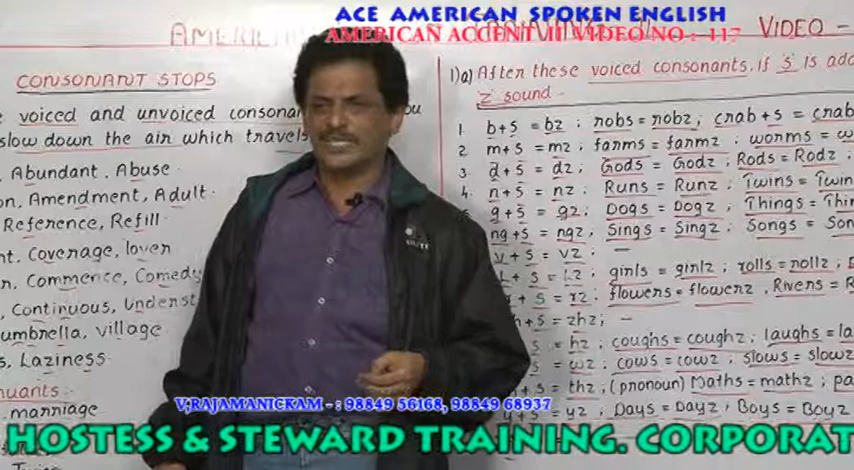 ACE AMERICAN SPOKEN ENGLISH
AMERICAN ACCENT II VIDEO NO : - 117
VIDEO -
CONSONANT STOPS
voiced and unvoiced
slow down the air which travels
Abundant. Abuse
Amendment, Adult
Reference, Refill
Coverage, lover
Commence, Comedy
Continuous, Underst
umbrella, village
Laziness
nuants
marriage
1)a) After these voiced consonants. if s is add
z sound
1. b+s = bz ; robs = robz ; crab+s = crab
2 m+s = mz ; farms = farmz ; worms = w
3 d+s = dz ; Gods = Godz ; Rods = Rodz ;
4 n+s = nz ; Runs = Runz ; Twins = Twin
g+s = gz ; Dogs = Dogz ; Things = Thin
ng+s = ngz ; Sings = Singz ; Songs = Son
v+s = vz ; —
l+s = lz ; girls = girlz ; rolls = rollz ;
+s = rz ; flowers = flowerz , Rivers = R
+s = zhz ; —
s = hz ; coughs = coughz ; laughs = la
s = wz ; cows = cowz ; slows = slowz
+s = thz , (pronoun) Maths = mathz ; pa
y+s = yz ; Days = Dayz , Boys = Boyz
V.RAJAMANICKAM - : 98849 56168, 98849 68937
HOSTESS & STEWARD TRAINING. CORPORAT